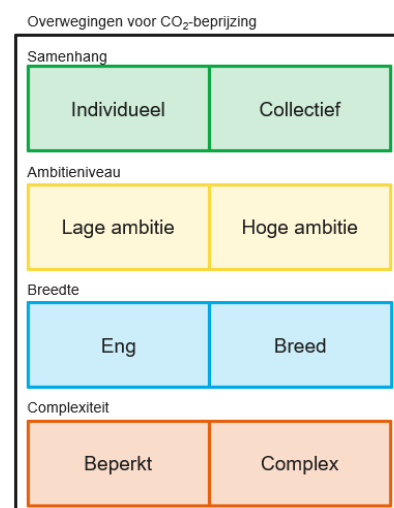 Overwegingen voor CO₂-beprijzing
Samenhang
Individueel Collectief
Ambitieniveau
Lage ambitie Hoge ambitie
Breedte
Eng Breed
Complexiteit
Beperkt Complex